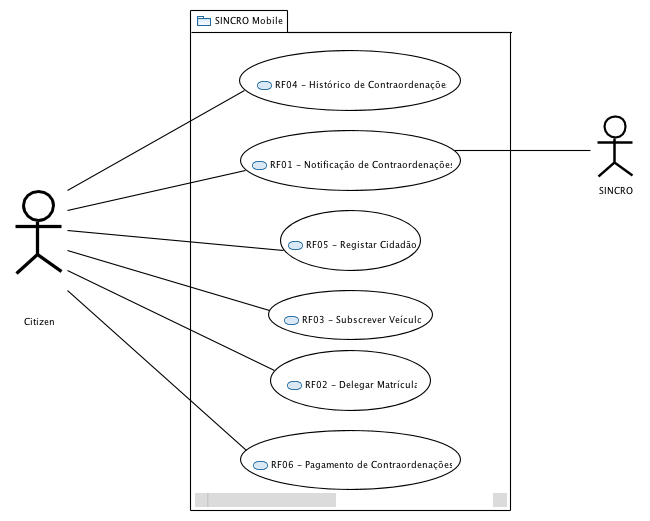 SINCRO Mobile
RF04 – Histórico de Contraordenaçõe
RF01 – Notificação de Contraordenações
SINCRO
RF05 – Registar Cidadão
Citizen
RF03 – Subscrever Veículo
RF02 – Delegar Matrícula
RF06 – Pagamento de Contraordenações